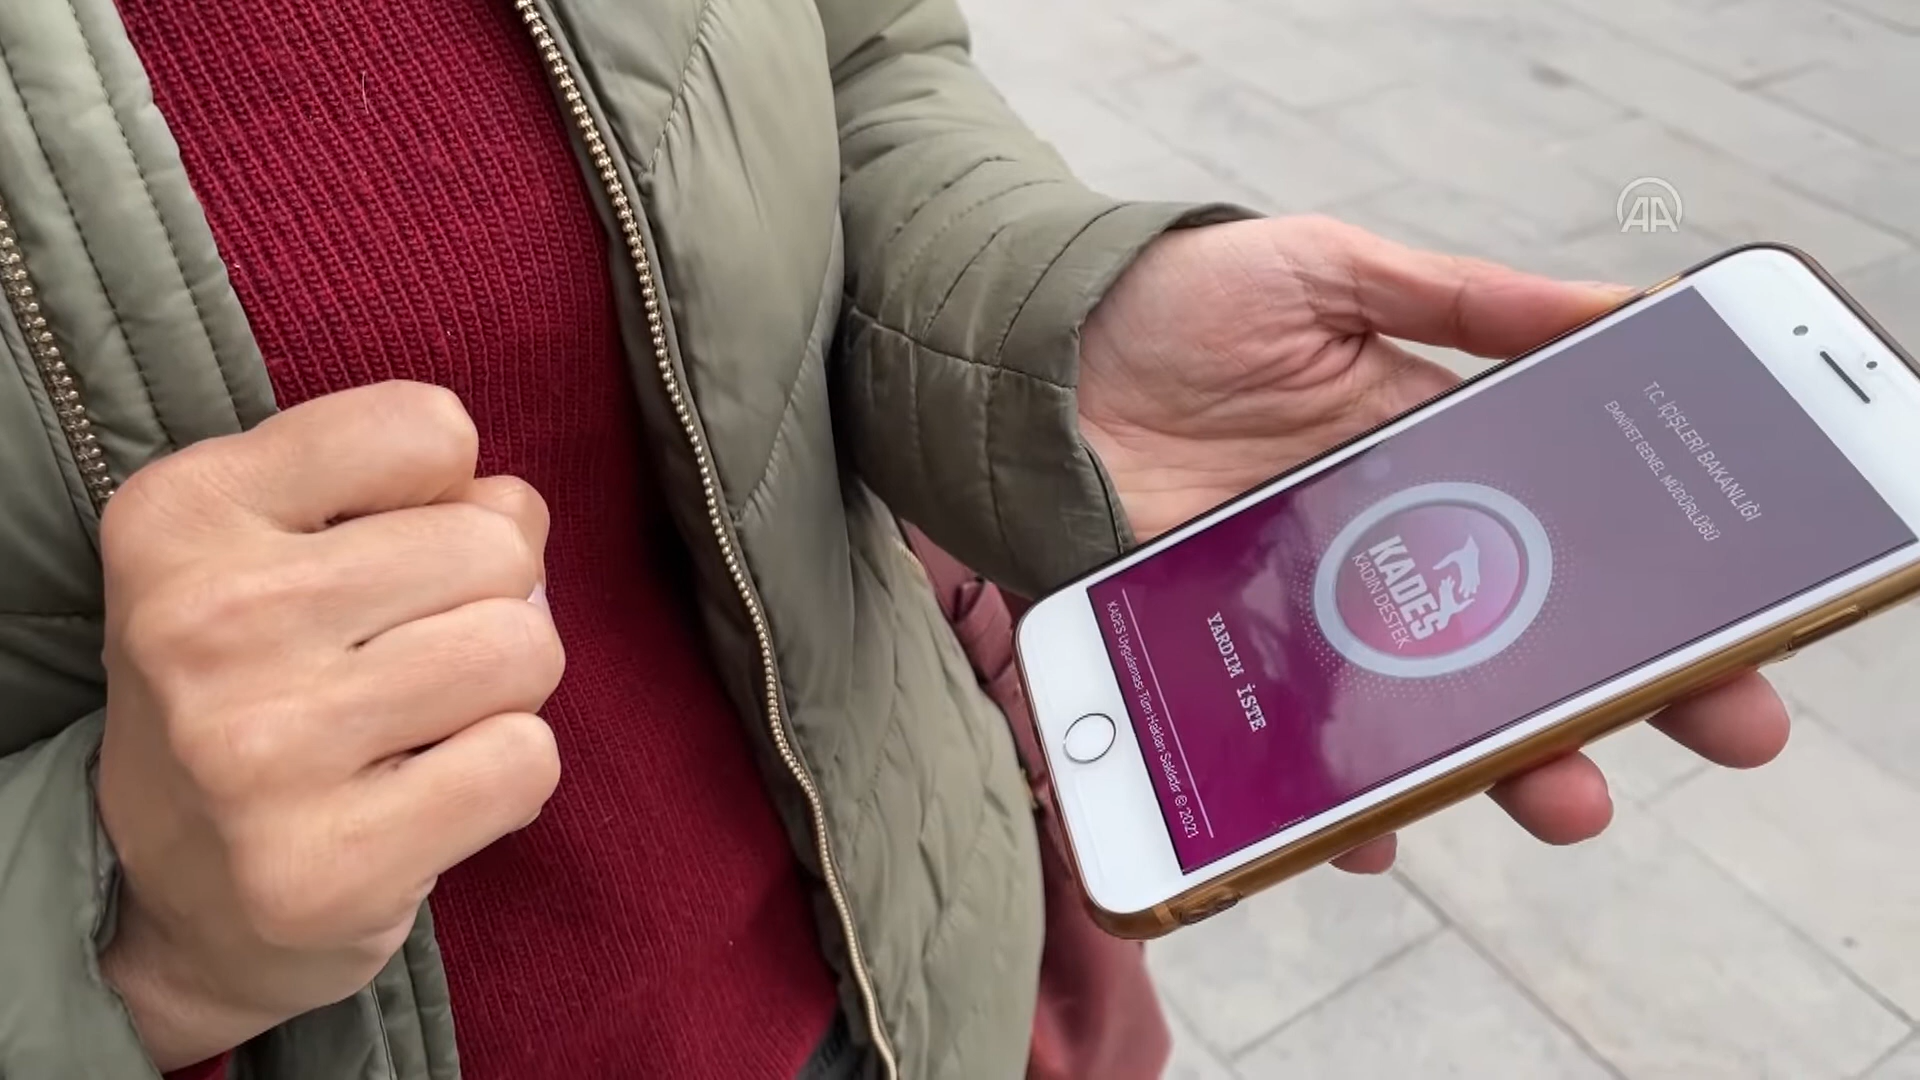 AA
T.C. İÇİŞLERİ BAKANLIĞI
EMNİYET GENEL MÜDÜRLÜĞÜ
KADES
KADIN DESTEK
YARDIM İSTE
KADES Uygulaması Tüm Hakları Saklıdır © 2021